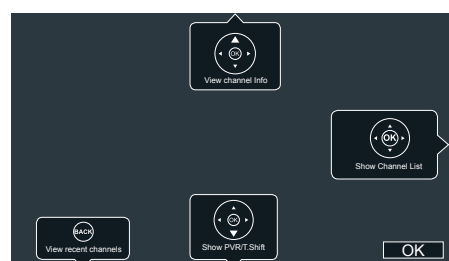 OK
View channel Info
OK
Show Channel List
BACK
View recent channels
OK
Show PVR/T.Shift
OK